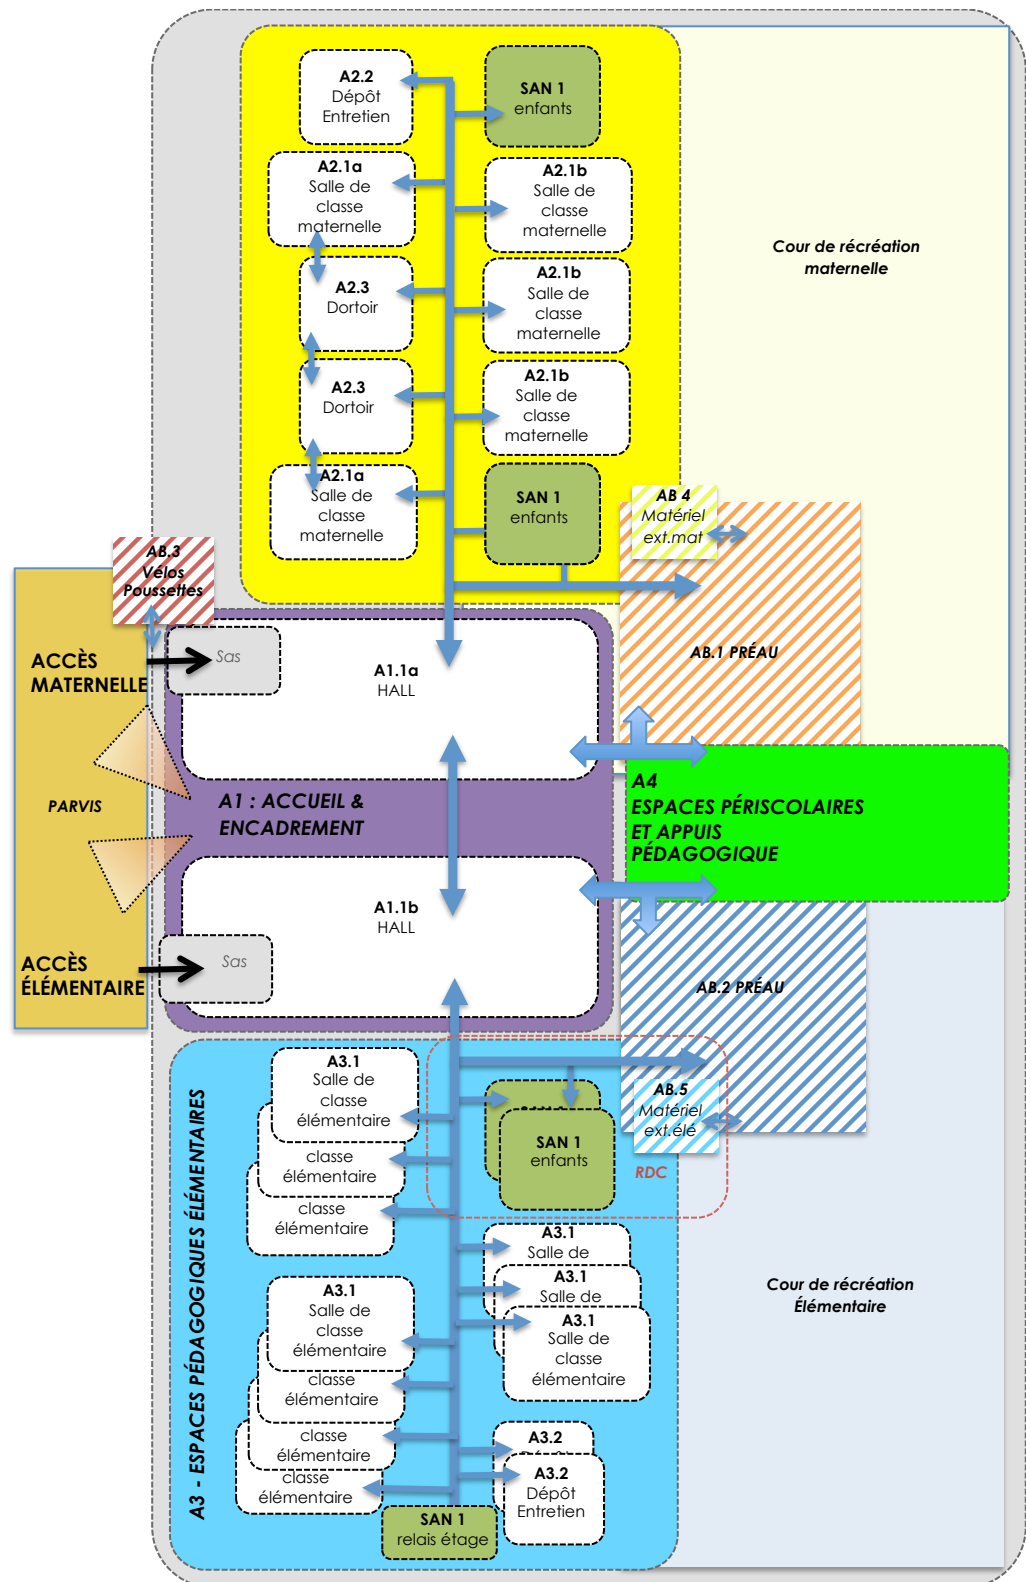 A2.2
Dépôt
Entretien
SAN 1
enfants
A2.1a
Salle de
classe
maternelle
A2.1b
Salle de
classe
maternelle
Cour de récréation
maternelle
A2.3
Dortoir
A2.1b
Salle de
classe
maternelle
A2.3
Dortoir
A2.1b
Salle de
classe
maternelle
A2.1a
Salle de
classe
maternelle
SAN 1
enfants
AB 4
Matériel
ext.mat
AB.3
Vélos
Poussettes
AB.1 PRÉAU
ACCÈS
MATERNELLE
Sas
A1.1a
HALL
PARVIS
A1 : ACCUEIL &
ENCADREMENT
A4
ESPACES PÉRISCOLAIRES
ET APPUIS
PÉDAGOGIQUE
A1.1b
HALL
ACCÈS
ÉLÉMENTAIRE
Sas
AB.2 PRÉAU
A3 - ESPACES PÉDAGOGIQUES ÉLÉMENTAIRES
A3.1
Salle de
classe
élémentaire
classe
élémentaire
classe
élémentaire
SAN 1
enfants
AB.5
Matériel
ext.élé
RDC
A3.1
Salle de
A3.1
Salle de
A3.1
Salle de
classe
élémentaire
Cour de récréation
Élémentaire
A3.1
Salle de
classe
élémentaire
classe
élémentaire
classe
élémentaire
classe
élémentaire
A3.2
A3.2
Dépôt
Entretien
SAN 1
relais étage